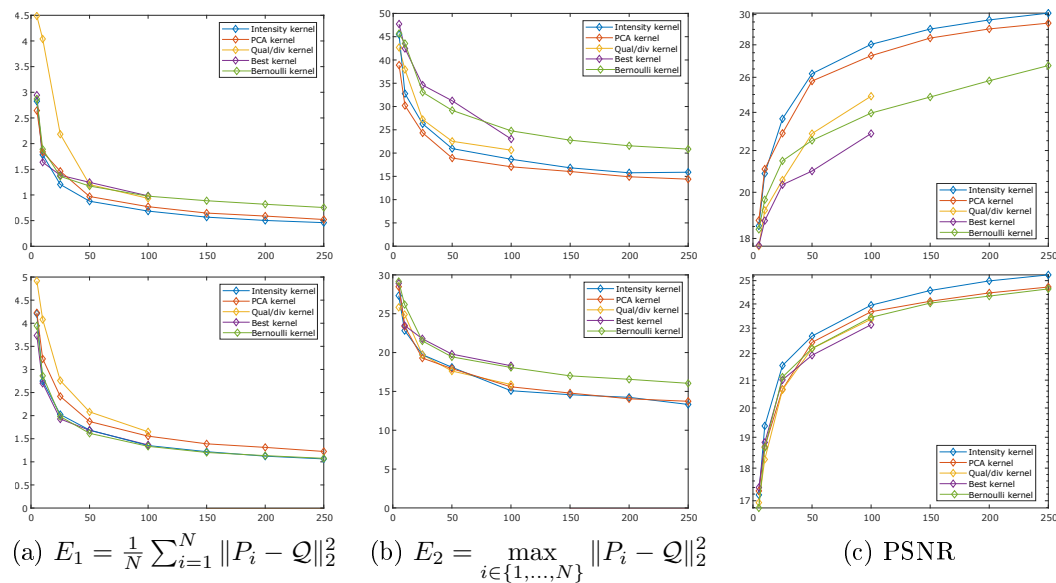 4.5
4
3.5
3
2.5
2
1.5
1
0.5
0
0 50 100 150 200 250
Intensity kernel
PCA kernel
Qual/div kernel
Best kernel
Bernoulli kernel
50
45
40
35
30
25
20
15
10
5
0
0 50 100 150 200 250
Intensity kernel
PCA kernel
Qual/div kernel
Best kernel
Bernoulli kernel
30
28
26
24
22
20
18
0 50 100 150 200 250
Intensity kernel
PCA kernel
Qual/div kernel
Best kernel
Bernoulli kernel
5
4.5
4
3.5
3
2.5
2
1.5
1
0.5
0
0 50 100 150 200 250
Intensity kernel
PCA kernel
Qual/div kernel
Best kernel
Bernoulli kernel
30
25
20
15
10
5
0
0 50 100 150 200 250
Intensity kernel
PCA kernel
Qual/div kernel
Best kernel
Bernoulli kernel
25
24
23
22
21
20
19
18
17
0 50 100 150 200 250
Intensity kernel
PCA kernel
Qual/div kernel
Best kernel
Bernoulli kernel
(a) E₁ = 1/N ∑ᵢ₌₁ᴺ ‖Pᵢ − 𝒬‖₂²
(b) E₂ = max i∈{1,...,N} ‖Pᵢ − 𝒬‖₂²
(c) PSNR